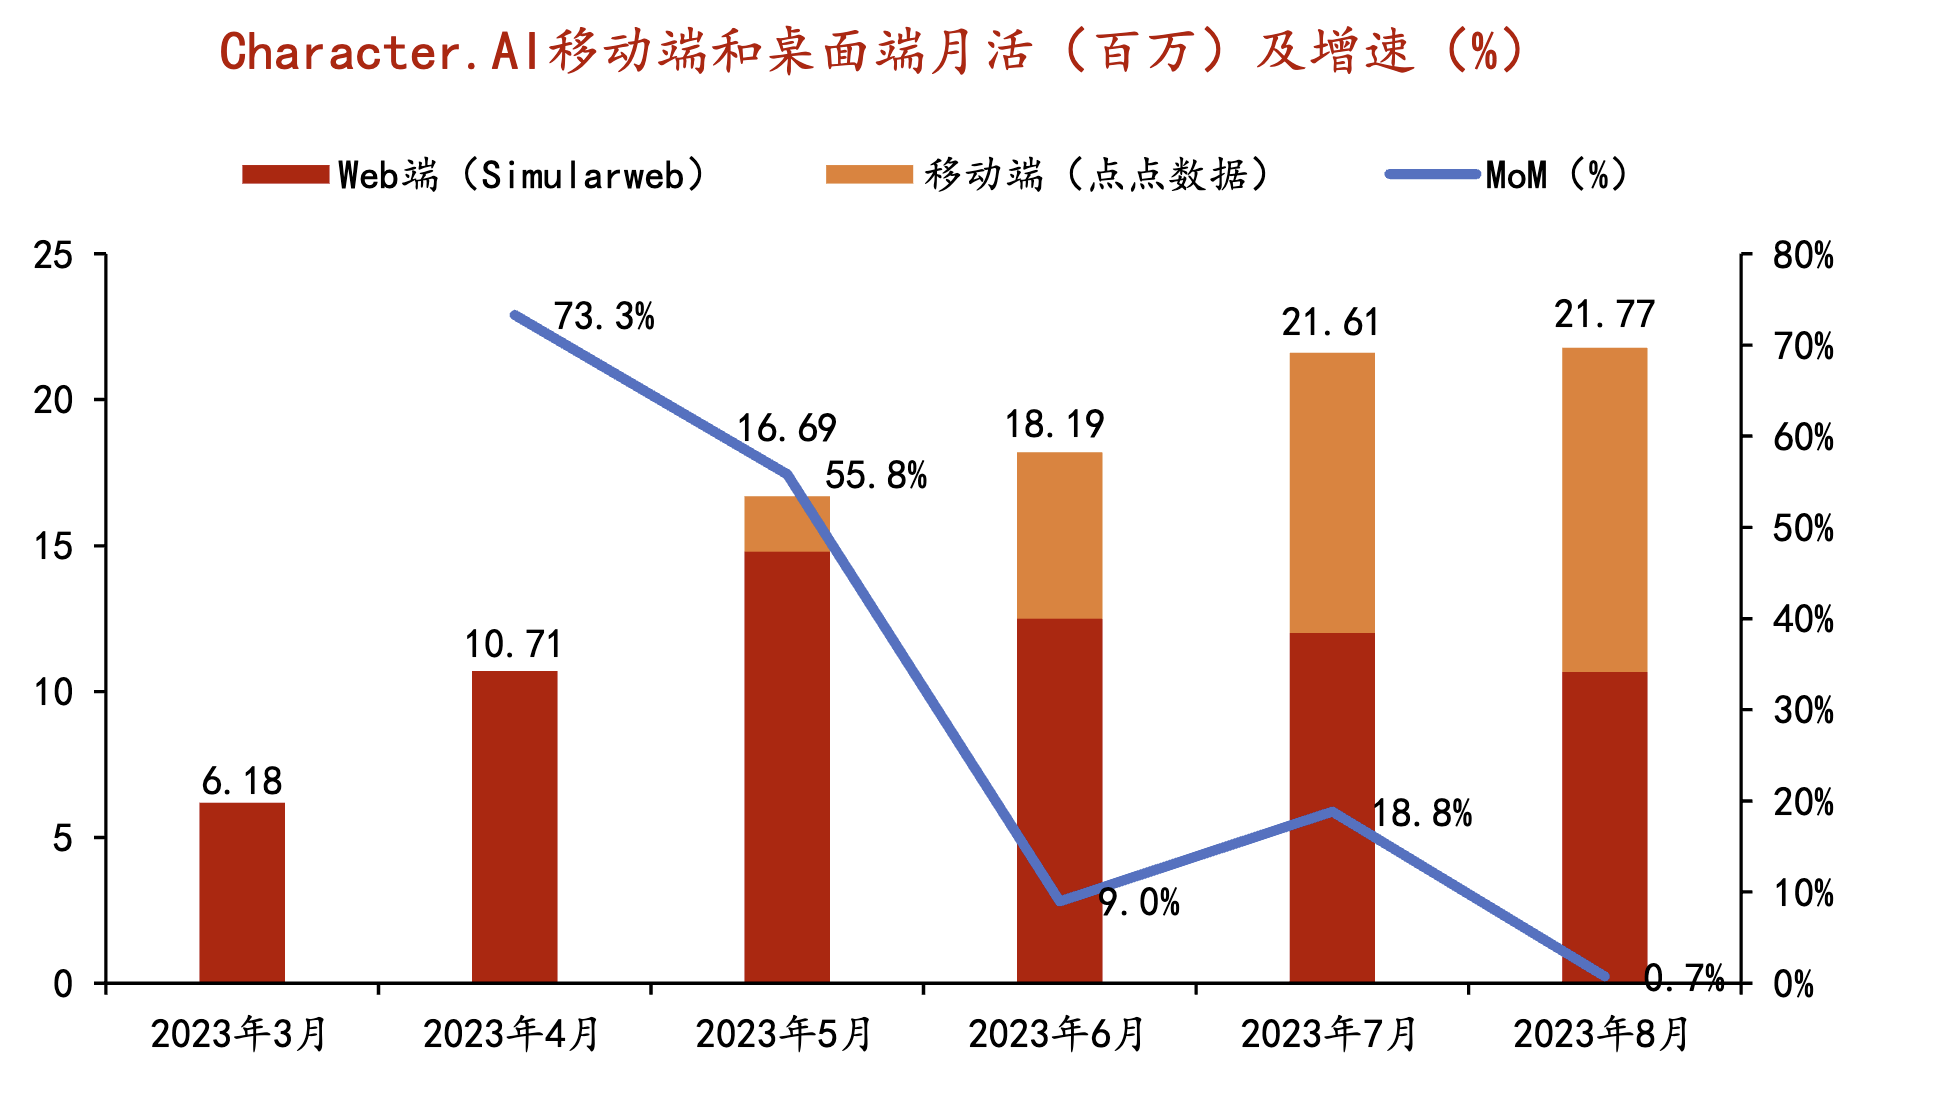 Character.AI移动端和桌面端月活（百万）及增速（%）
Web端（Simularweb）
移动端（点点数据）
MoM（%）
25
80%
73.3%
21.61
21.77
70%
20
16.69
18.19
60%
55.8%
50%
15
10.71
40%
10
30%
6.18
18.8%
20%
5
9.0%
10%
0
0.7%
0%
2023年3月
2023年4月
2023年5月
2023年6月
2023年7月
2023年8月